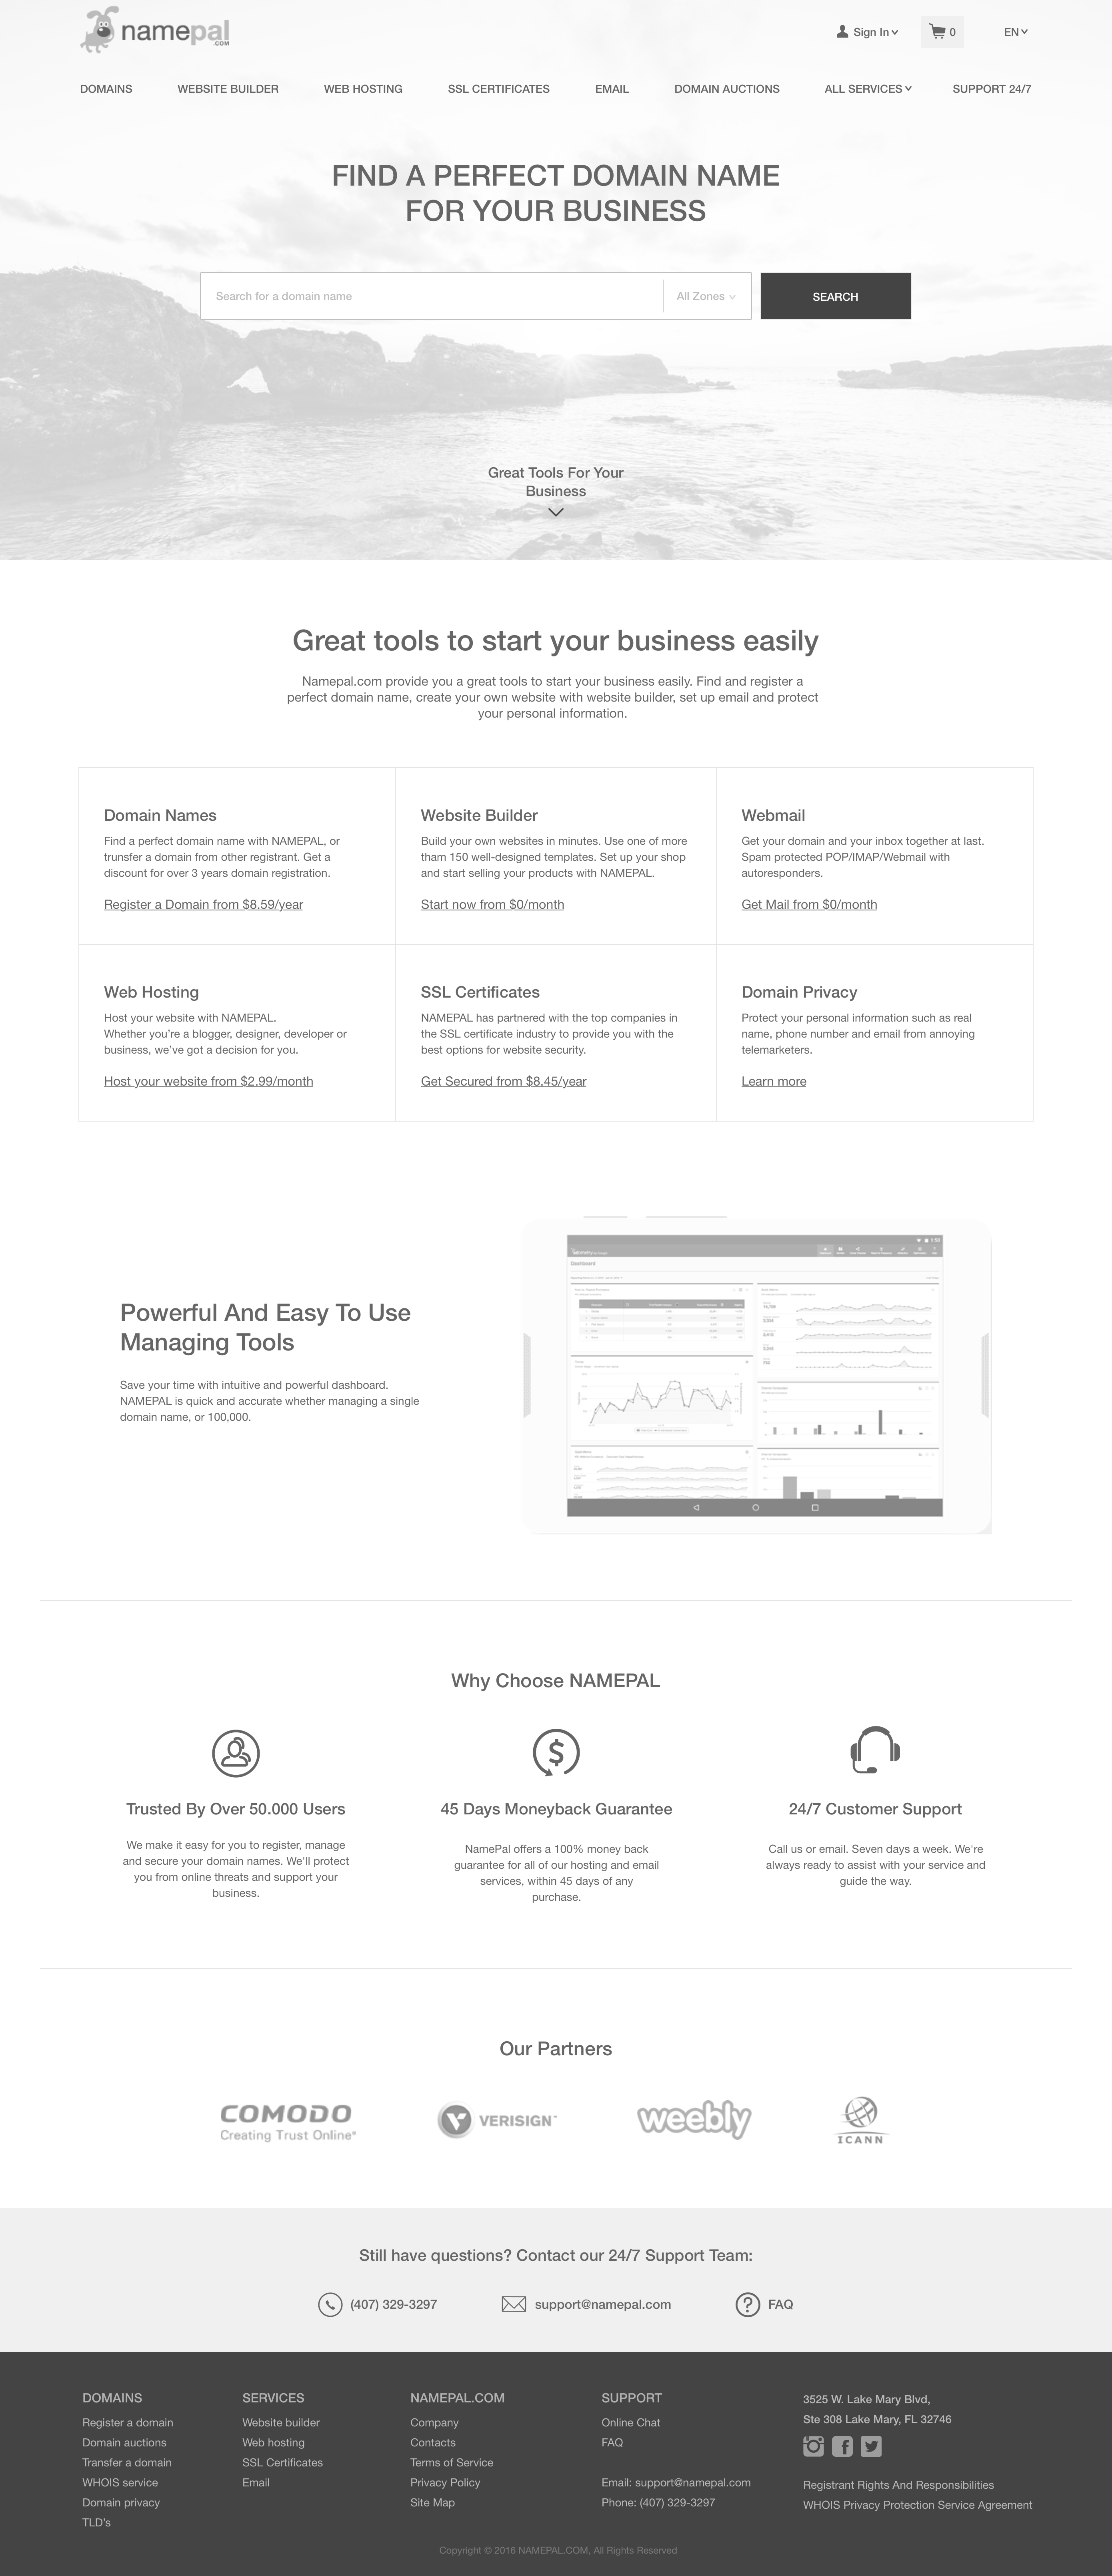 namepal
.COM
Sign In
0
EN
DOMAINS
WEBSITE BUILDER
WEB HOSTING
SSL CERTIFICATES
EMAIL
DOMAIN AUCTIONS
ALL SERVICES
SUPPORT 24/7
FIND A PERFECT DOMAIN NAME
FOR YOUR BUSINESS
Search for a domain name
All Zones
SEARCH
Great Tools For Your
Business
Great tools to start your business easily
Namepal.com provide you a great tools to start your business easily. Find and register a
perfect domain name, create your own website with website builder, set up email and protect
your personal information.
Domain Names
Find a perfect domain name with NAMEPAL, or
trunsfer a domain from other registrant. Get a
discount for over 3 years domain registration.
Register a Domain from $8.59/year
Website Builder
Build your own websites in minutes. Use one of more
tham 150 well-designed templates. Set up your shop
and start selling your products with NAMEPAL.
Start now from $0/month
Webmail
Get your domain and your inbox together at last.
Spam protected POP/IMAP/Webmail with
autoresponders.
Get Mail from $0/month
Web Hosting
Host your website with NAMEPAL.
Whether you're a blogger, designer, developer or
business, we've got a decision for you.
Host your website from $2.99/month
SSL Certificates
NAMEPAL has partnered with the top companies in
the SSL certificate industry to provide you with the
best options for website security.
Get Secured from $8.45/year
Domain Privacy
Protect your personal information such as real
name, phone number and email from annoying
telemarketers.
Learn more
Powerful And Easy To Use
Managing Tools
Save your time with intuitive and powerful dashboard.
NAMEPAL is quick and accurate whether managing a single
domain name, or 100,000.
Dashboard
Why Choose NAMEPAL
Trusted By Over 50.000 Users
We make it easy for you to register, manage
and secure your domain names. We'll protect
you from online threats and support your
business.
45 Days Moneyback Guarantee
NamePal offers a 100% money back
guarantee for all of our hosting and email
services, within 45 days of any
purchase.
24/7 Customer Support
Call us or email. Seven days a week. We're
always ready to assist with your service and
guide the way.
Our Partners
COMODO
Creating Trust Online®
VERISIGN™
weebly
ICANN
Still have questions? Contact our 24/7 Support Team:
(407) 329-3297
support@namepal.com
FAQ
DOMAINS
Register a domain
Domain auctions
Transfer a domain
WHOIS service
Domain privacy
TLD's
SERVICES
Website builder
Web hosting
SSL Certificates
Email
NAMEPAL.COM
Company
Contacts
Terms of Service
Privacy Policy
Site Map
SUPPORT
Online Chat
FAQ
Email: support@namepal.com
Phone: (407) 329-3297
3525 W. Lake Mary Blvd,
Ste 308 Lake Mary, FL 32746
Registrant Rights And Responsibilities
WHOIS Privacy Protection Service Agreement
Copyright © 2016 NAMEPAL.COM, All Rights Reserved